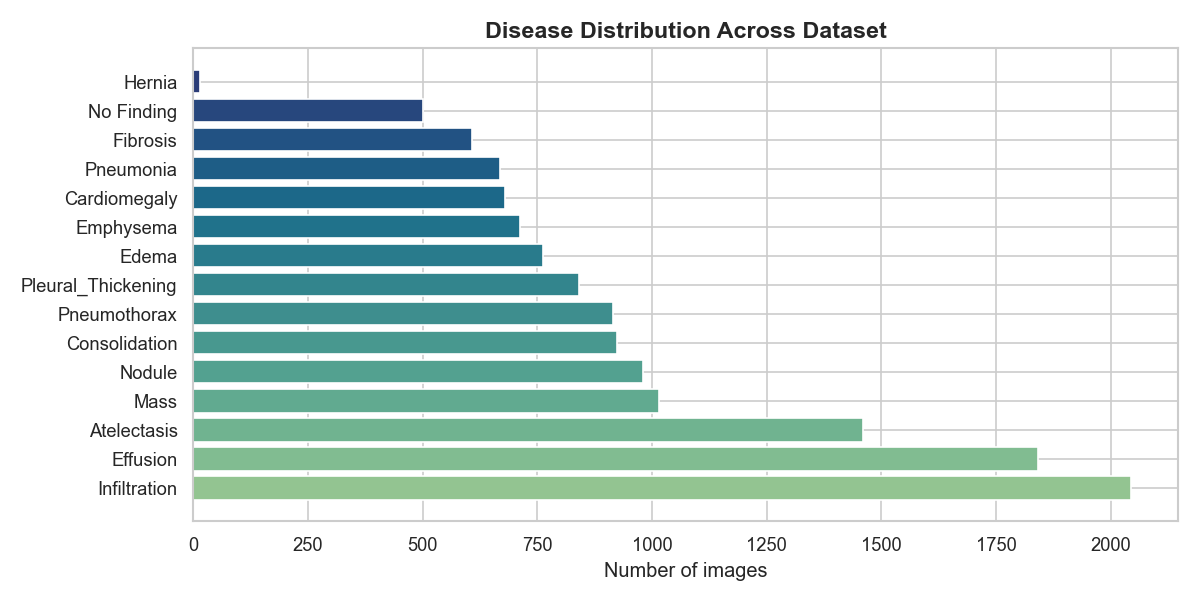 Disease Distribution Across Dataset
Hernia
No Finding
Fibrosis
Pneumonia
Cardiomegaly
Emphysema
Edema
Pleural_Thickening
Pneumothorax
Consolidation
Nodule
Mass
Atelectasis
Effusion
Infiltration
0 250 500 750 1000 1250 1500 1750 2000
Number of images